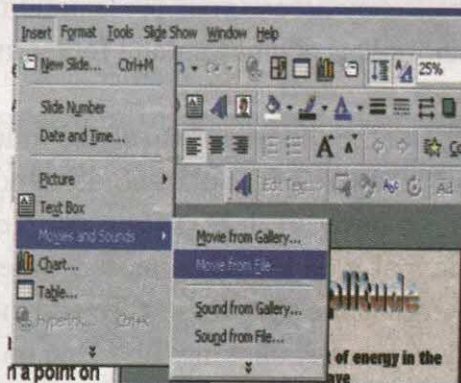 Insert Format Tools Slide Show Window Help
New Slide... Ctrl+M
25%
Slide Number
Date and Time...
Picture
Text Box
Movies and Sounds
Movie from Gallery...
Chart...
Movie from File...
Table...
Sound from Gallery...
Hyperlink... Ctrl+K
Sound from File...
of energy in the
n a point on